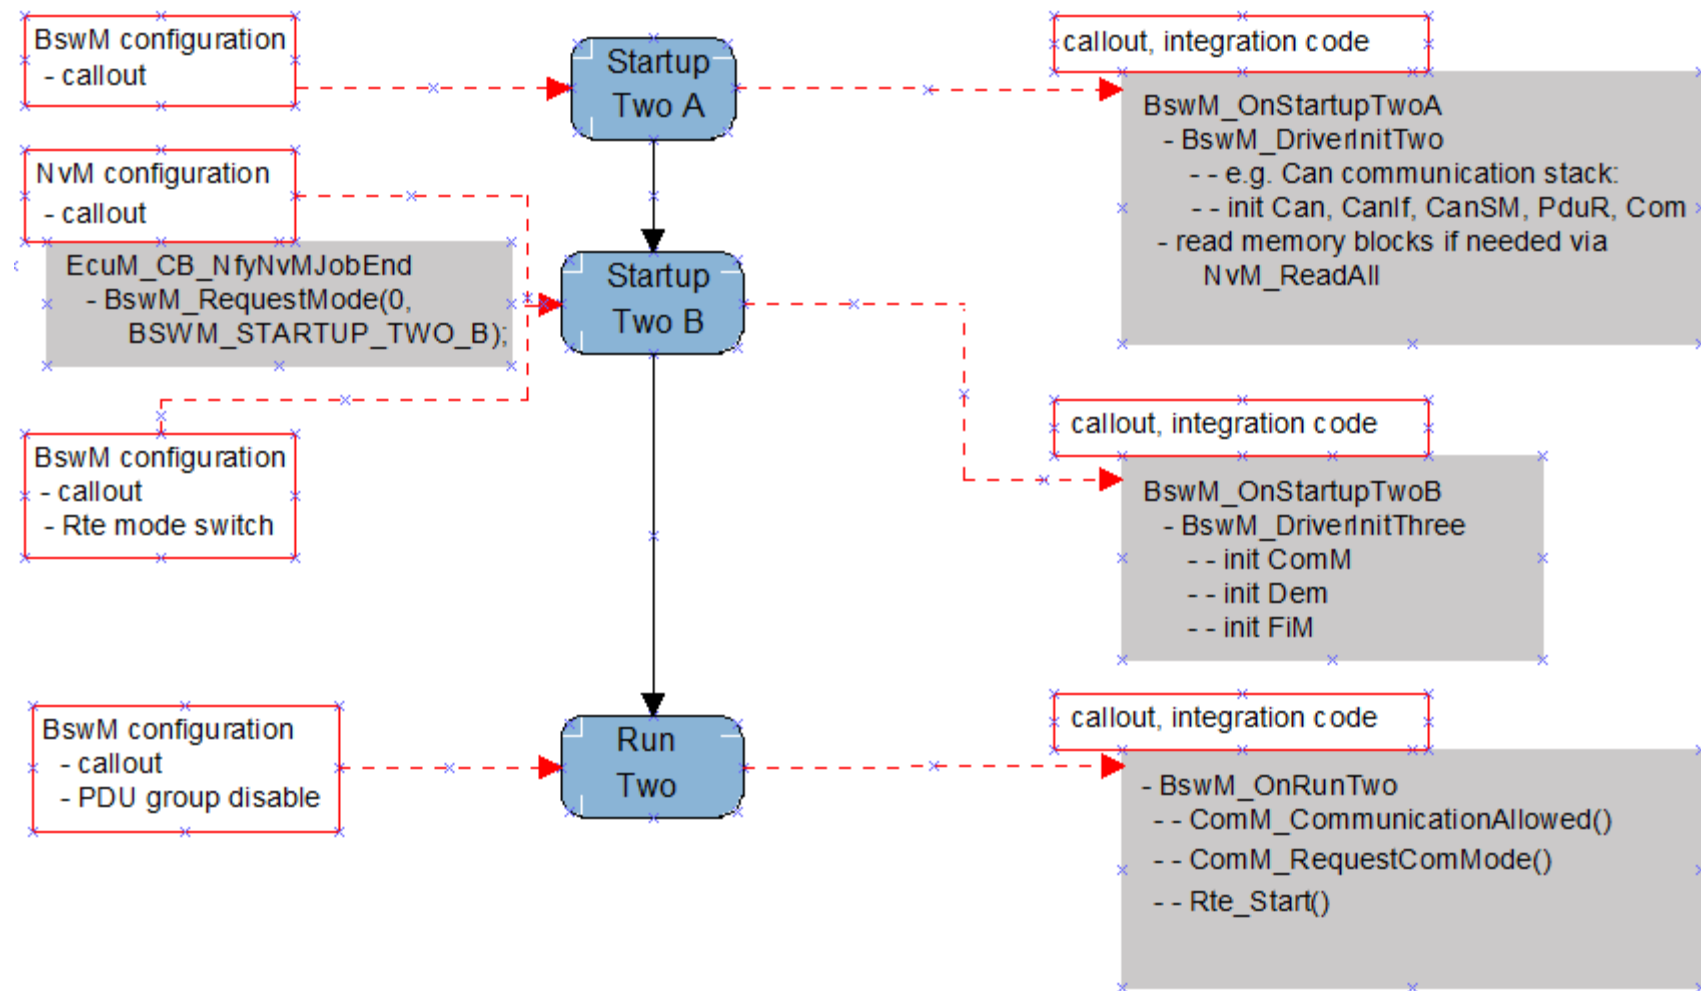 BswM configuration
- callout
Startup
Two A
callout, integration code
BswM_OnStartupTwoA
- BswM_DriverInitTwo
- - e.g. Can communication stack:
- - init Can, CanIf, CanSM, PduR, Com
- read memory blocks if needed via
NvM_ReadAll
NvM configuration
- callout
EcuM_CB_NfyNvMJobEnd
- BswM_RequestMode(0,
BSWM_STARTUP_TWO_B);
Startup
Two B
BswM configuration
- callout
- Rte mode switch
callout, integration code
BswM_OnStartupTwoB
- BswM_DriverInitThree
- - init ComM
- - init Dem
- - init FiM
BswM configuration
- callout
- PDU group disable
Run
Two
callout, integration code
- BswM_OnRunTwo
- - ComM_CommunicationAllowed()
- - ComM_RequestComMode()
- - Rte_Start()